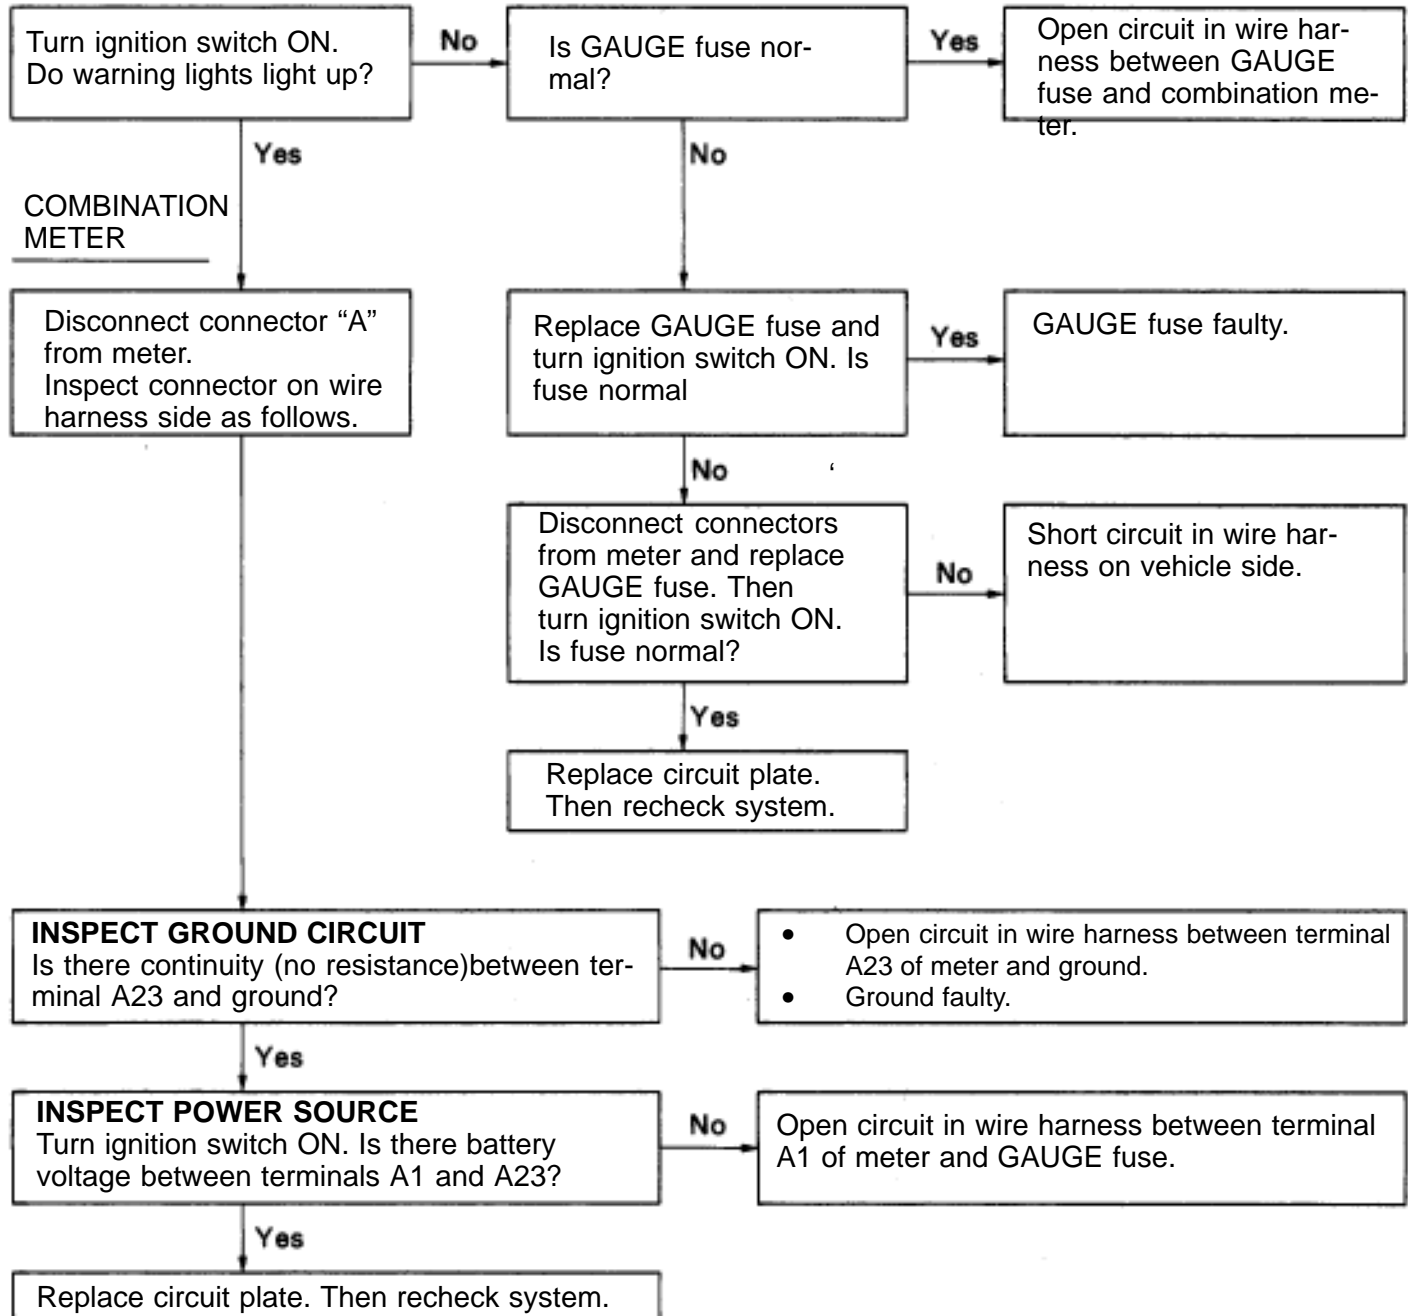 Turn ignition switch ON.
Do warning lights light up?
No
Is GAUGE fuse nor-
mal?
Yes
Open circuit in wire har-
ness between GAUGE
fuse and combination me-
ter.
Yes
No
COMBINATION
METER
Disconnect connector “A”
from meter.
Inspect connector on wire
harness side as follows.
Replace GAUGE fuse and
turn ignition switch ON. Is
fuse normal
Yes
GAUGE fuse faulty.
No
Disconnect connectors
from meter and replace
GAUGE fuse. Then
turn ignition switch ON.
Is fuse normal?
No
Short circuit in wire har-
ness on vehicle side.
Yes
Replace circuit plate.
Then recheck system.
INSPECT GROUND CIRCUIT
Is there continuity (no resistance)between ter-
minal A23 and ground?
No
• Open circuit in wire harness between terminal
A23 of meter and ground.
• Ground faulty.
Yes
INSPECT POWER SOURCE
Turn ignition switch ON. Is there battery
voltage between terminals A1 and A23?
No
Open circuit in wire harness between terminal
A1 of meter and GAUGE fuse.
Yes
Replace circuit plate. Then recheck system.